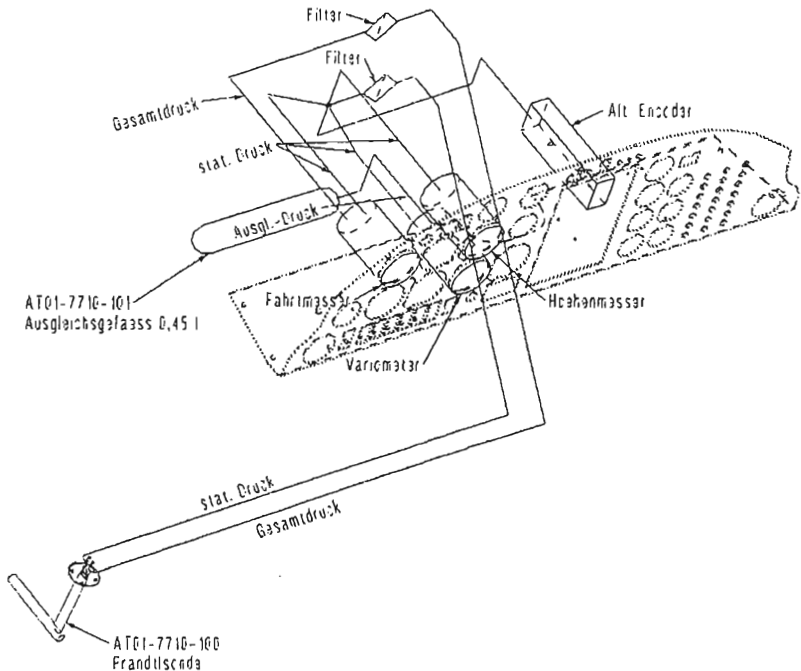 Filter
Filter
Gesamtdruck
Alt. Encoder
stat. Druck
Ausgl.-Druck
AT01-7710-101
Ausgleichsgefaess 0,45 l
Fahrtmesser
Hoehenmesser
Variometer
stat. Druck
Gesamtdruck
AT01-7710-100
Prandtlsonde